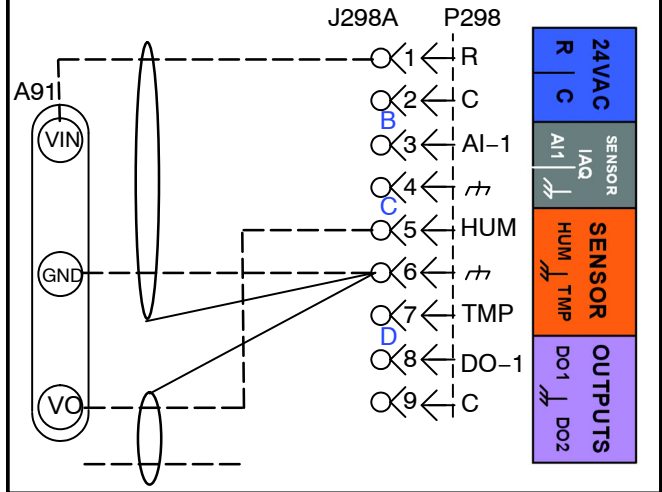 J298A P298
1 R
2 C
B
3 AI-1
4
C
5 HUM
6
7 TMP
D
8 DO-1
9 C
A91
VIN
GND
VO
24VAC
R
C
SENSOR
IAQ
AI1
SENSOR
HUM
TMP
OUTPUTS
DO1
DO2